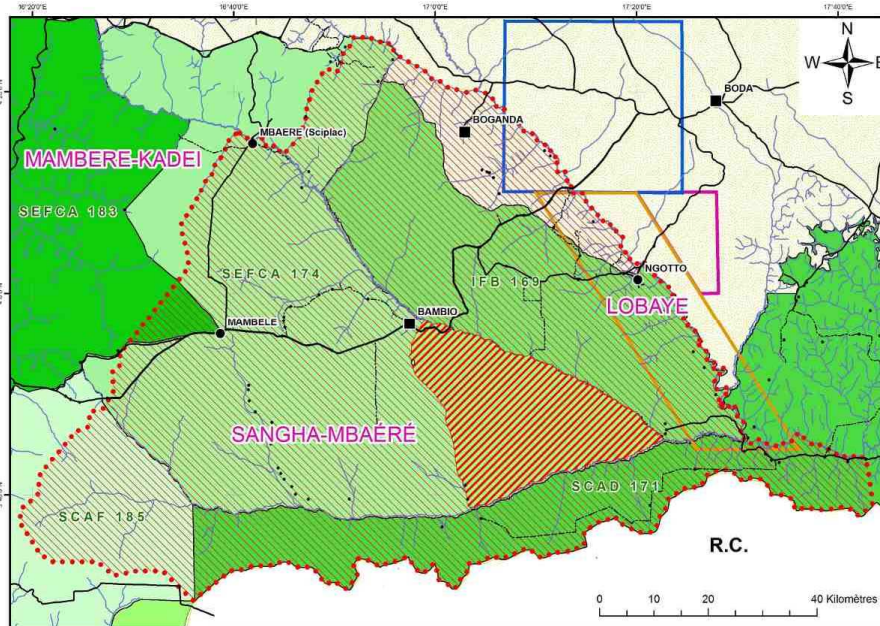 16°20'0"E 16°40'0"E 17°0'0"E 17°20'0"E 17°40'0"E
N
W E
S
BODA
BOGANDA
MBAERE (Sciplac)
MAMBERE-KADEI
SEFCA 183
SEFCA 174
IFB 169
NGOTTO
LOBAYE
BAMBIO
MAMBELE
SANGHA-MBAÉRÉ
SCAD 171
SCAF 185
R.C.
0 10 20 40 Kilomètres